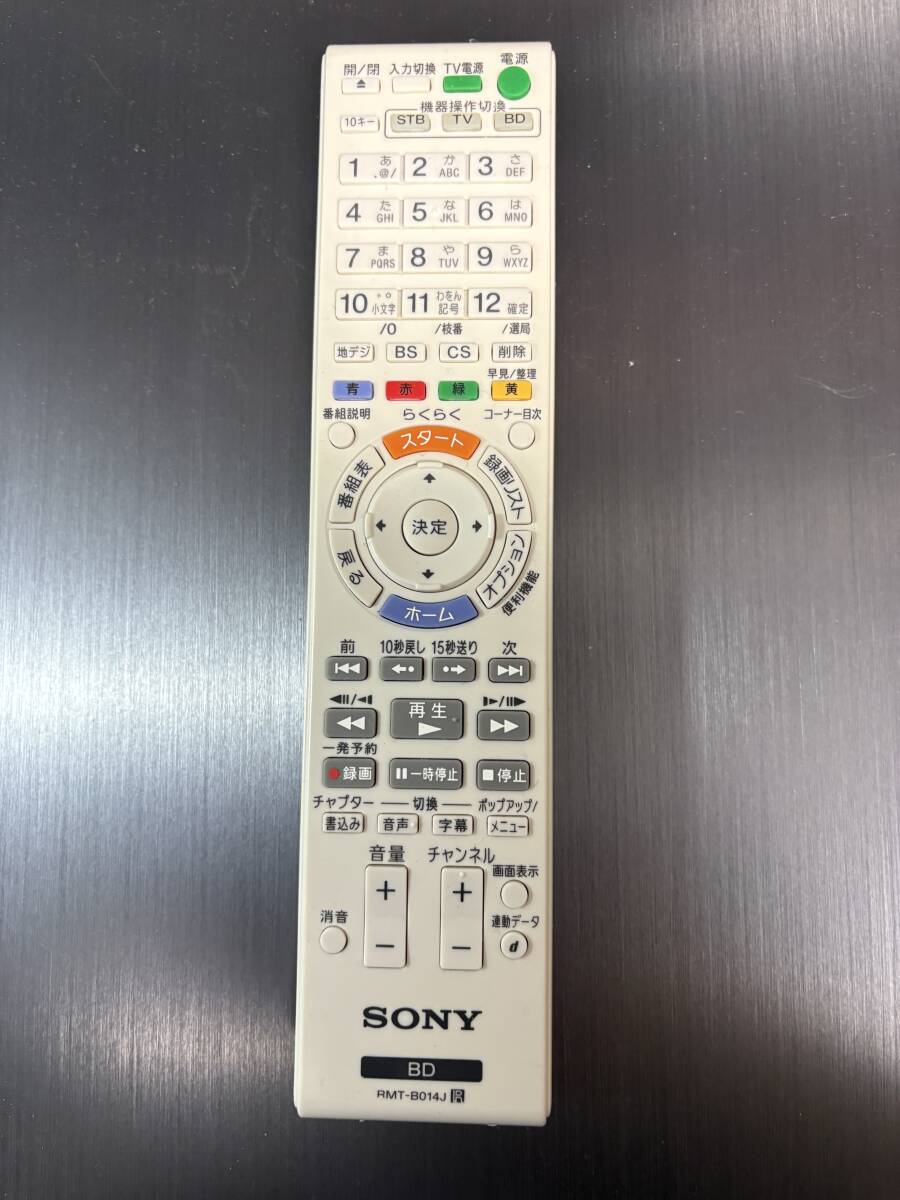 開/閉 入力切換 TV電源 電源
機器操作切換
10キー STB TV BD
1 あ .@/ 2 か ABC 3 さ DEF
4 た GHI 5 な JKL 6 は MNO
7 ま PQRS 8 や TUV 9 ら WXYZ
10 小文字 11 わをん 記号 12 確定
/0 /枝番 /選局
地デジ BS CS 削除
早見/整理
青 赤 緑 黄
番組説明 らくらく コーナー目次
スタート
番組表 録画リスト
決定
戻る オプション
便利機能
ホーム
前 10秒戻し 15秒送り 次
再生
一発予約
録画 一時停止 停止
チャプター 切換 ポップアップ/
書込み 音声 字幕 メニュー
音量 チャンネル
画面表示
+ +
消音 連動データ
− − d
SONY
BD
RMT-B014J